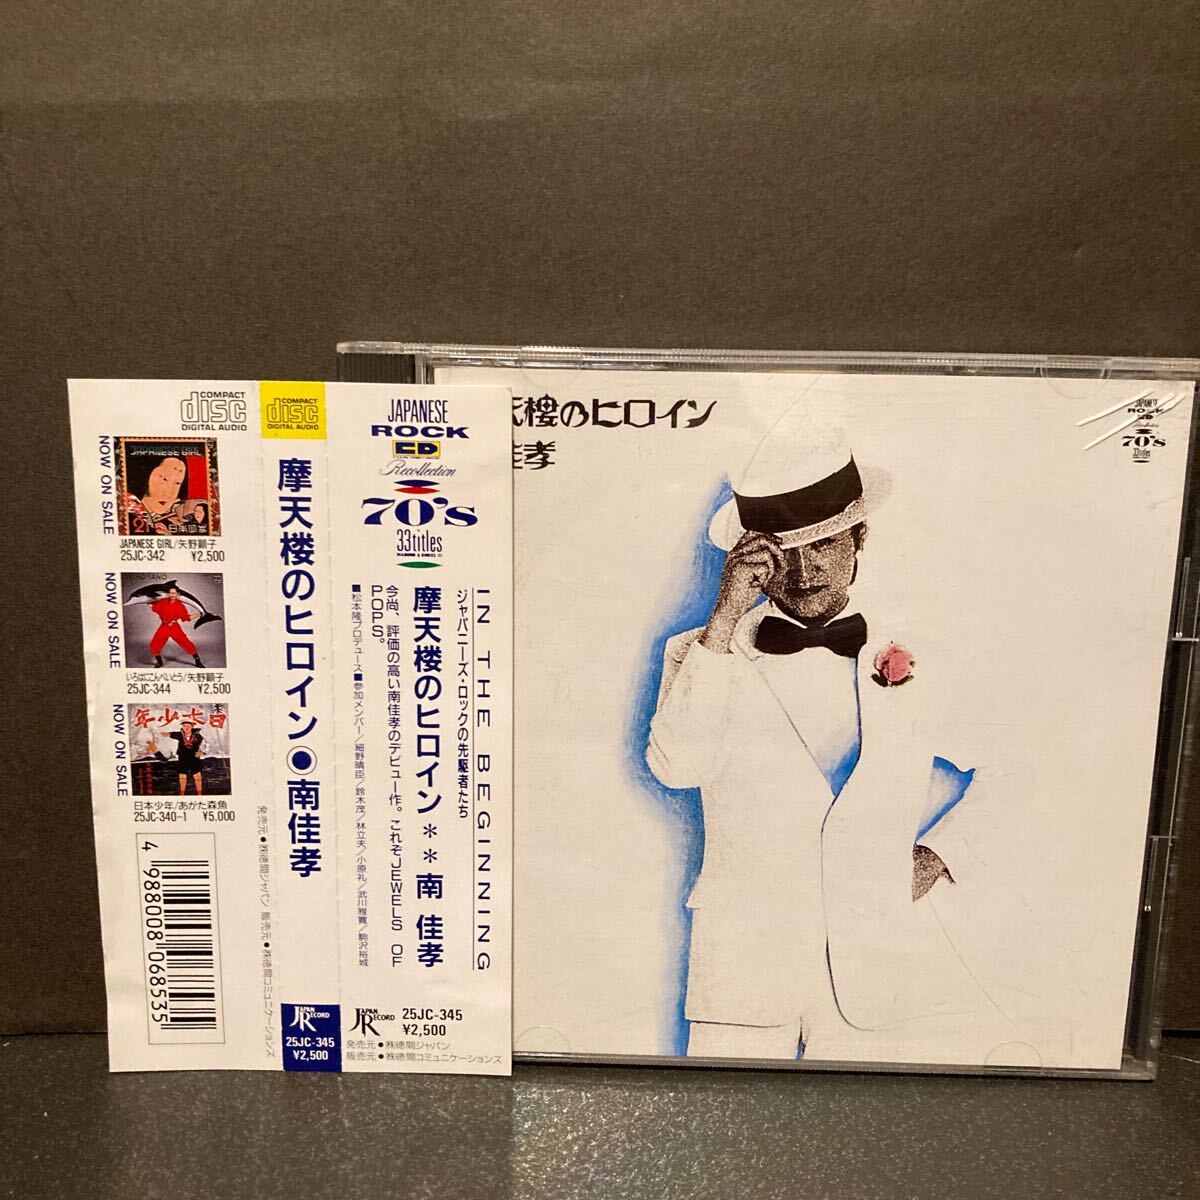 COMPACT
disc
DIGITAL AUDIO
JAPANESE GIRL
NOW ON SALE
JAPANESE GIRL/矢野顕子
25JC-342 ¥2,500
NOW ON SALE
いろはにこんぺいとう/矢野顕子
25JC-344 ¥2,500
日本少年
NOW ON SALE
日本少年/あがた森魚
25JC-340~1 ¥5.000
4 988008 068535
COMPACT
disc
DIGITAL AUDIO
摩天楼のヒロイン●南佳孝
発売元●㈱徳間ジャパン 販売元●㈱徳間コミュニケーションズ
JAPAN RECORD
25JC-345
¥2,500
JAPANESE
ROCK
CD
Recollection
70's
33titles
IN THE BEGINNING
ジャパニーズ・ロックの先駆者たち
摩天楼のヒロイン＊＊南 佳孝
今尚、評価の高い南佳孝のデビュー作。これぞJEWELS OF
POPS。
■松本隆プロデュース■参加メンバー/細野晴臣/鈴木茂/林立夫/小原礼/武川雅寛/駒沢裕城
JAPAN RECORD
25JC-345
¥2,500
発売元●㈱徳間ジャパン
販売元●㈱徳間コミュニケーションズ
天楼のヒロイン
佳孝
JAPANESE
ROCK
CD
Recollection
70's
33titles